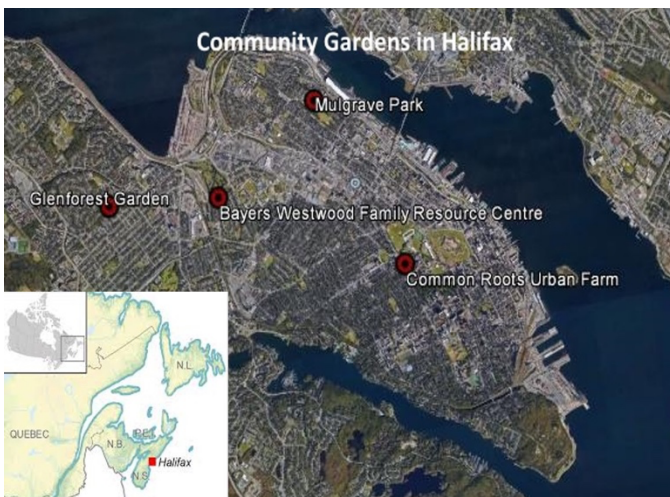 Community Gardens in Halifax
Mulgrave Park
Glenforest Garden
Bayers Westwood Family Resource Centre
Common Roots Urban Farm
N.L.
QUEBEC
P.E.I.
N.B.
Halifax
N.S.